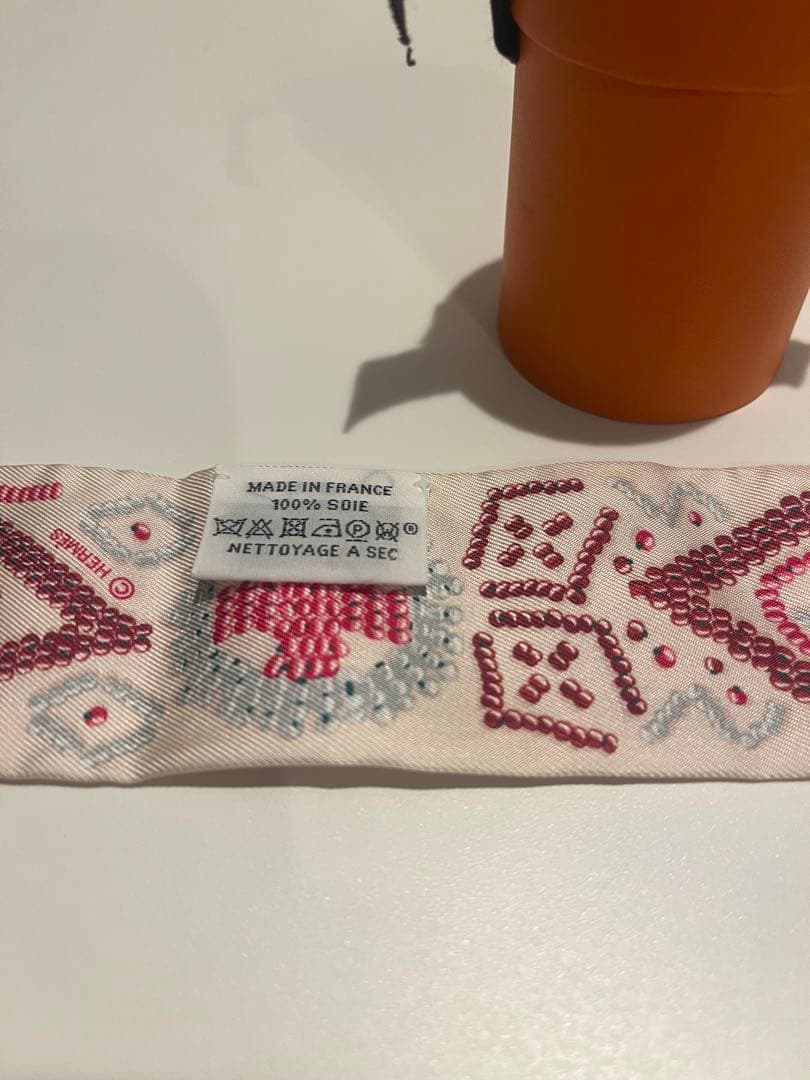 MADE IN FRANCE
100% SOIE
NETTOYAGE A SEC
© HERMES